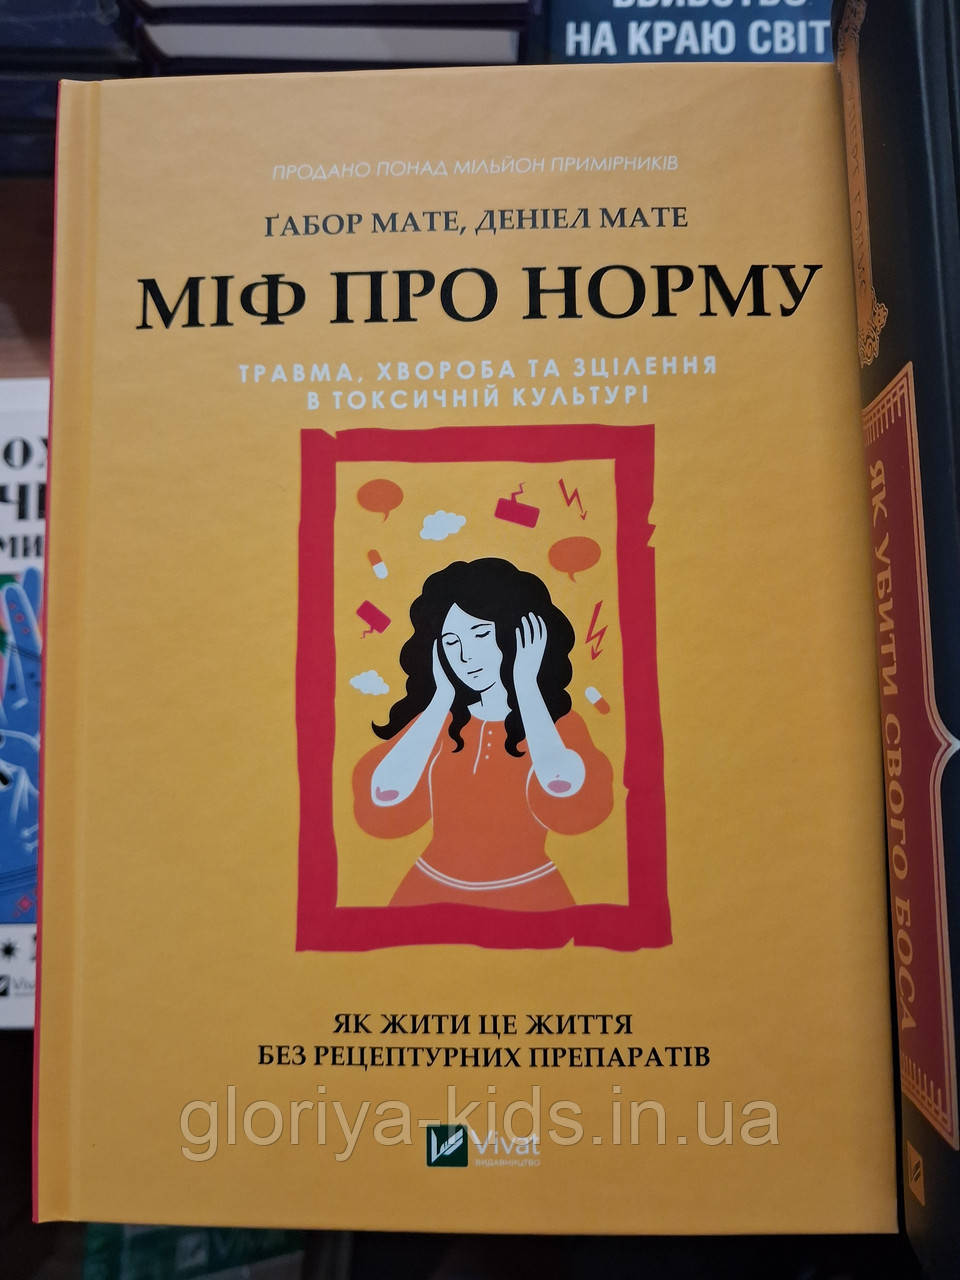 НА КРАЮ СВІТ
ПРОДАНО ПОНАД МІЛЬЙОН ПРИМІРНИКІВ
ҐАБОР МАТЕ, ДЕНІЕЛ МАТЕ
МІФ ПРО НОРМУ
ТРАВМА, ХВОРОБА ТА ЗЦІЛЕННЯ
В ТОКСИЧНІЙ КУЛЬТУРІ
ЯК ЖИТИ ЦЕ ЖИТТЯ
БЕЗ РЕЦЕПТУРНИХ ПРЕПАРАТІВ
gloriya-kids.in.ua
Vivat
ВИДАВНИЦТВО
ЯК УБИТИ СВОГО БОСА